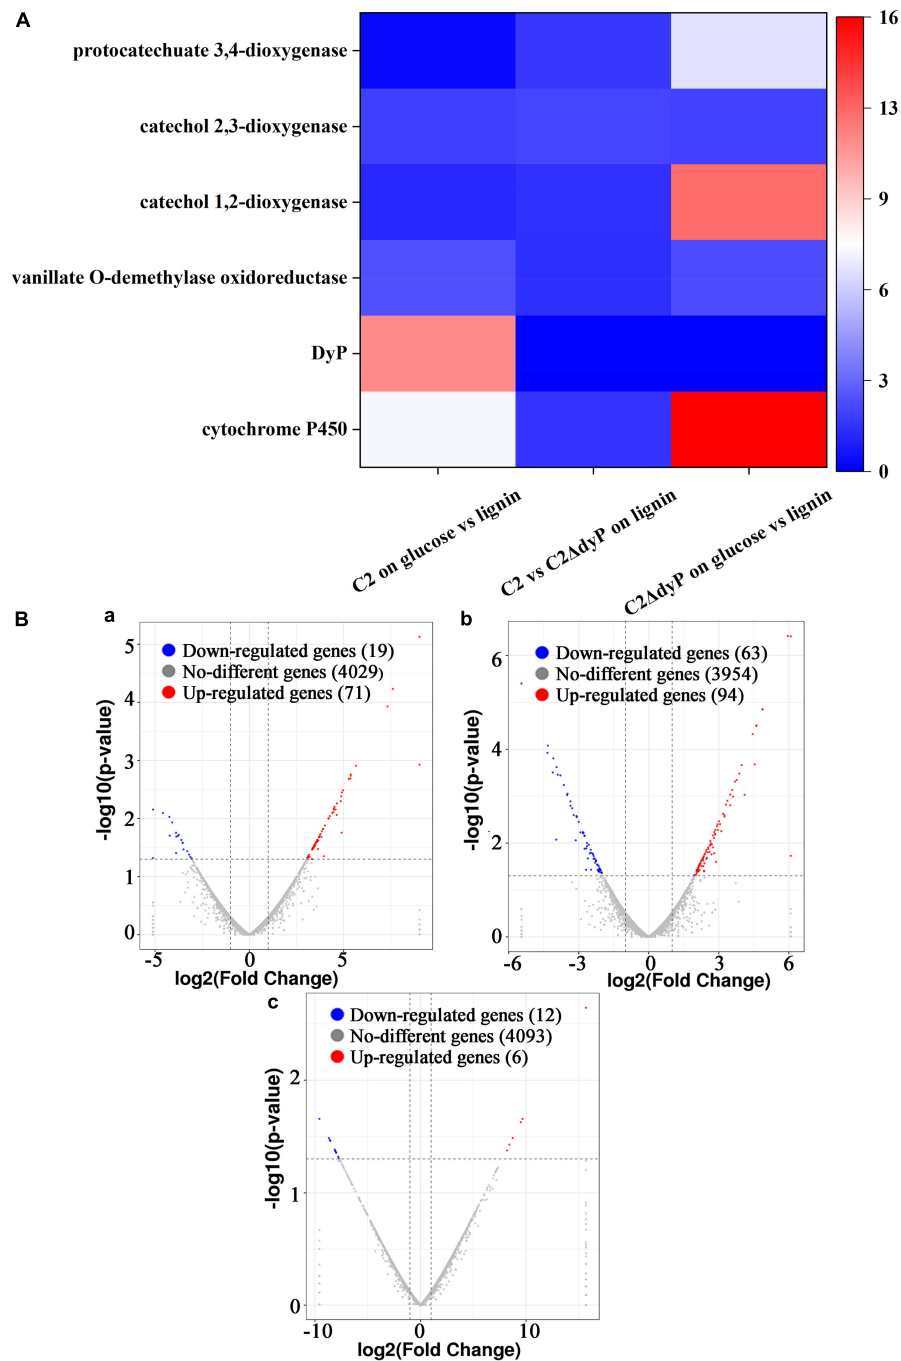 A
protocatechuate 3,4-dioxygenase
catechol 2,3-dioxygenase
catechol 1,2-dioxygenase
vanillate O-demethylase oxidoreductase
DyP
cytochrome P450
16
13
9
6
3
0
C2 on glucose vs lignin
C2 vs C2ΔdyP on lignin
C2ΔdyP on glucose vs lignin
B
a
Down-regulated genes (19)
No-different genes (4029)
Up-regulated genes (71)
-log10(p-value)
5
4
3
2
1
0
-5
0
5
log2(Fold Change)
b
Down-regulated genes (63)
No-different genes (3954)
Up-regulated genes (94)
-log10(p-value)
6
4
2
0
-6
-3
0
3
6
log2(Fold Change)
c
Down-regulated genes (12)
No-different genes (4093)
Up-regulated genes (6)
-log10(p-value)
2
1
0
-10
0
10
log2(Fold Change)